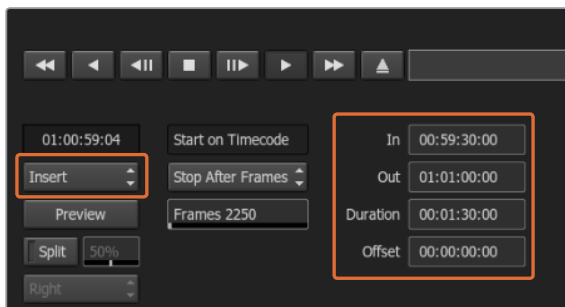 01:00:59:04 Start on Timecode In 00:59:30:00
Insert Stop After Frames Out 01:01:00:00
Preview Frames 2250 Duration 00:01:30:00
Split 50% Offset 00:00:00:00
Right